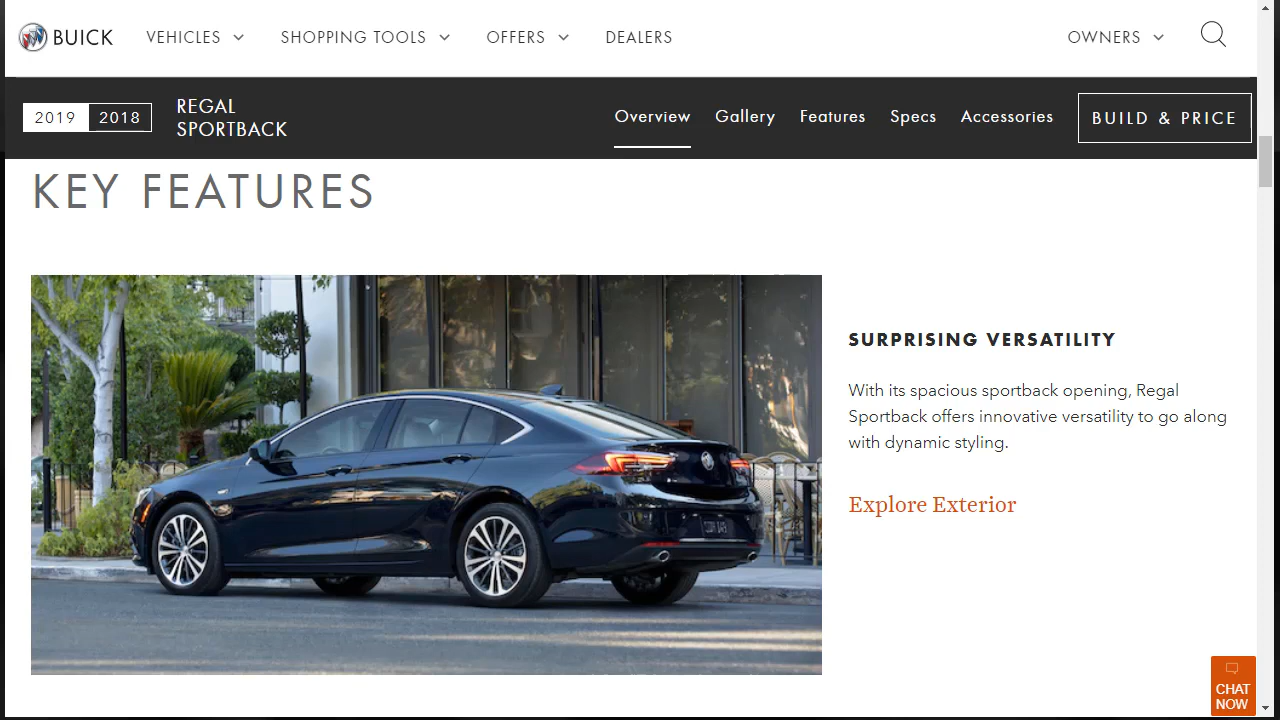 BUICK
VEHICLES
SHOPPING TOOLS
OFFERS
DEALERS
OWNERS
2019
2018
REGAL
SPORTBACK
Overview
Gallery
Features
Specs
Accessories
BUILD & PRICE
KEY FEATURES
SURPRISING VERSATILITY
With its spacious sportback opening, Regal
Sportback offers innovative versatility to go along
with dynamic styling.
Explore Exterior
CHAT
NOW